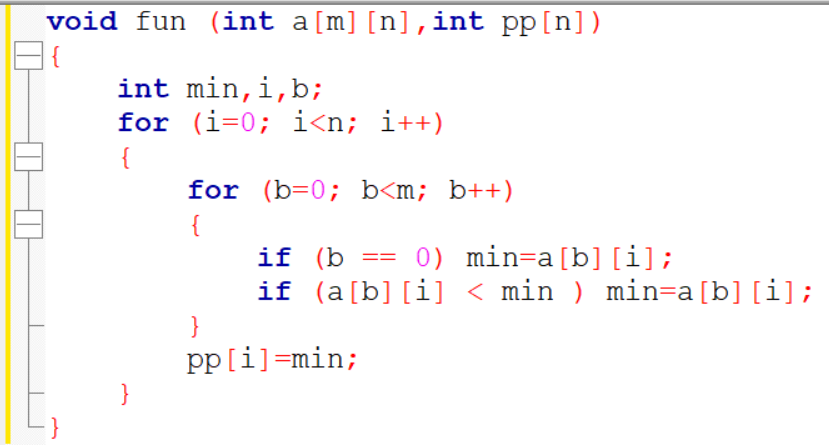 void fun (int a[m][n],int pp[n])
{
    int min,i,b;
    for (i=0; i<n; i++)
    {
        for (b=0; b<m; b++)
        {
            if (b == 0) min=a[b][i];
            if (a[b][i] < min ) min=a[b][i];
        }
        pp[i]=min;
    }
}